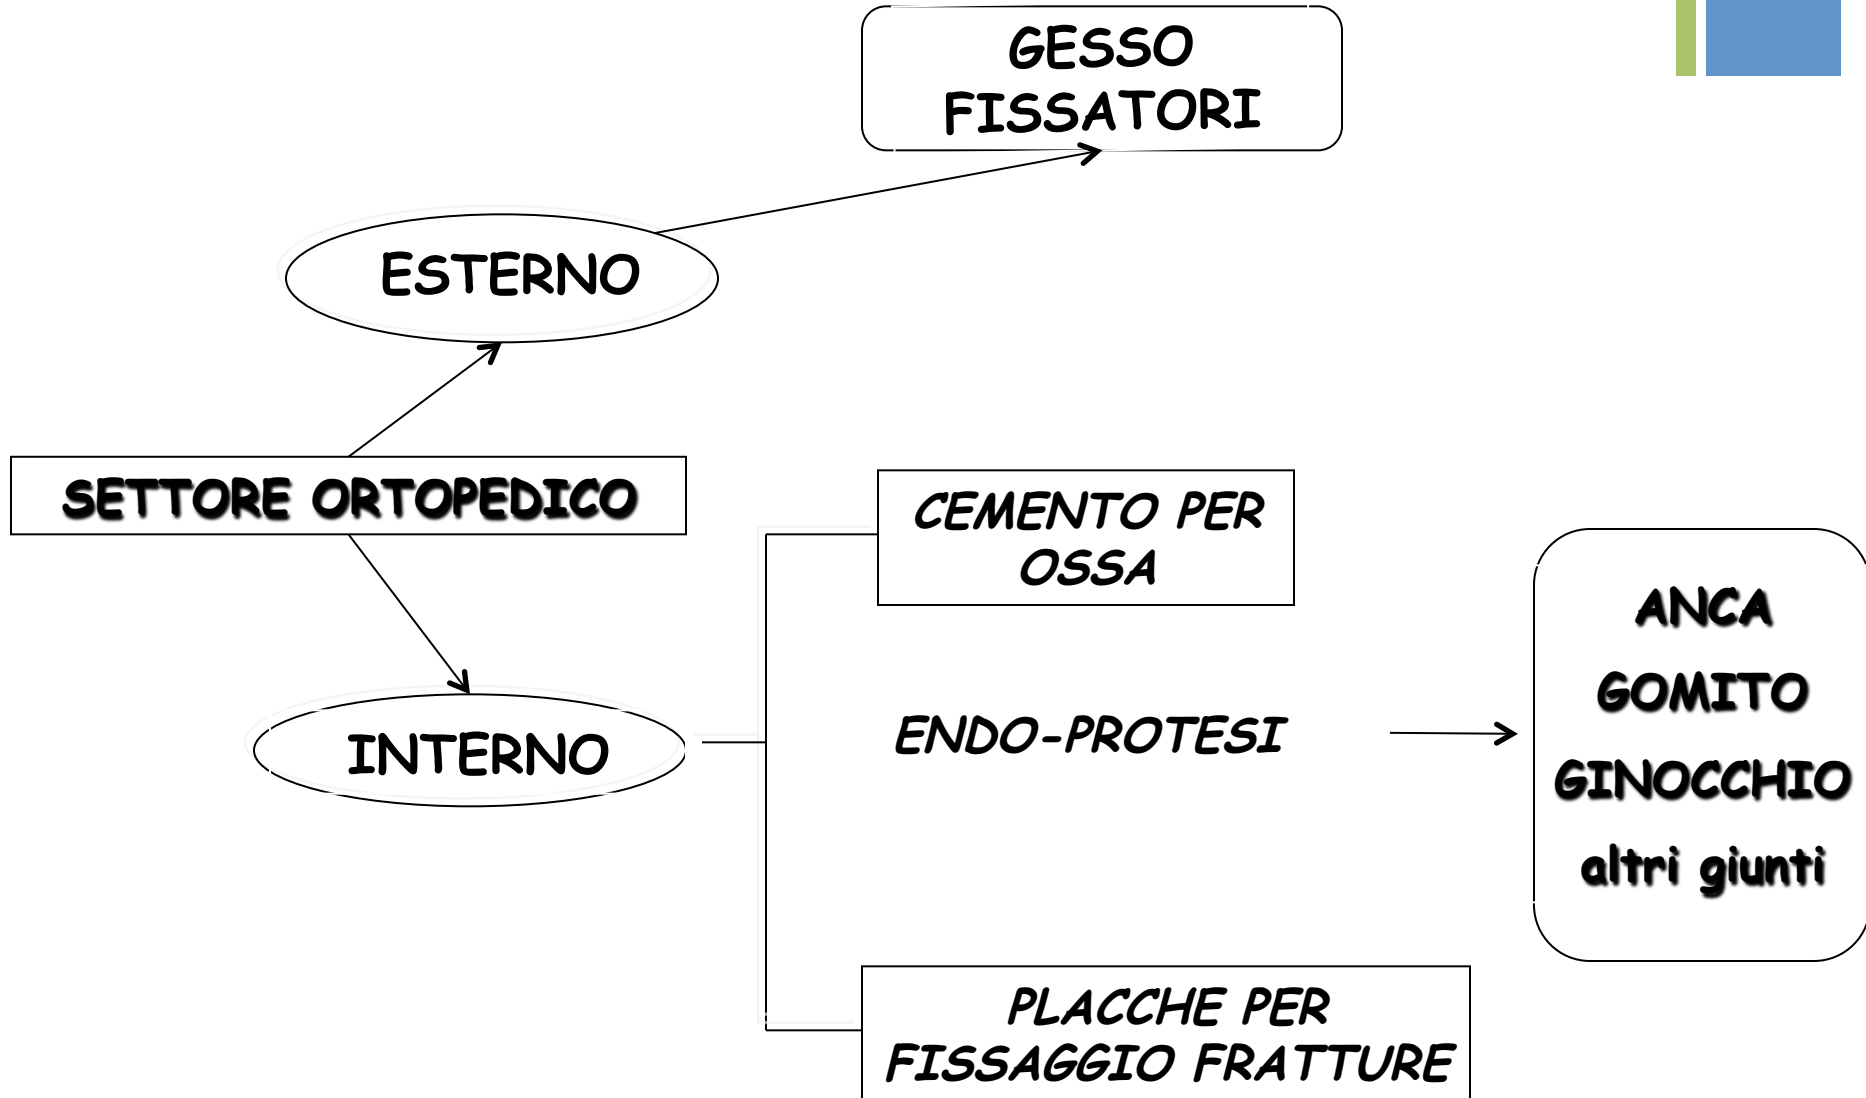 GESSO
FISSATORI
ESTERNO
SETTORE ORTOPEDICO
CEMENTO PER
OSSA
INTERNO
ENDO-PROTESI
ANCA
GOMITO
GINOCCHIO
altri giunti
PLACCHE PER
FISSAGGIO FRATTURE